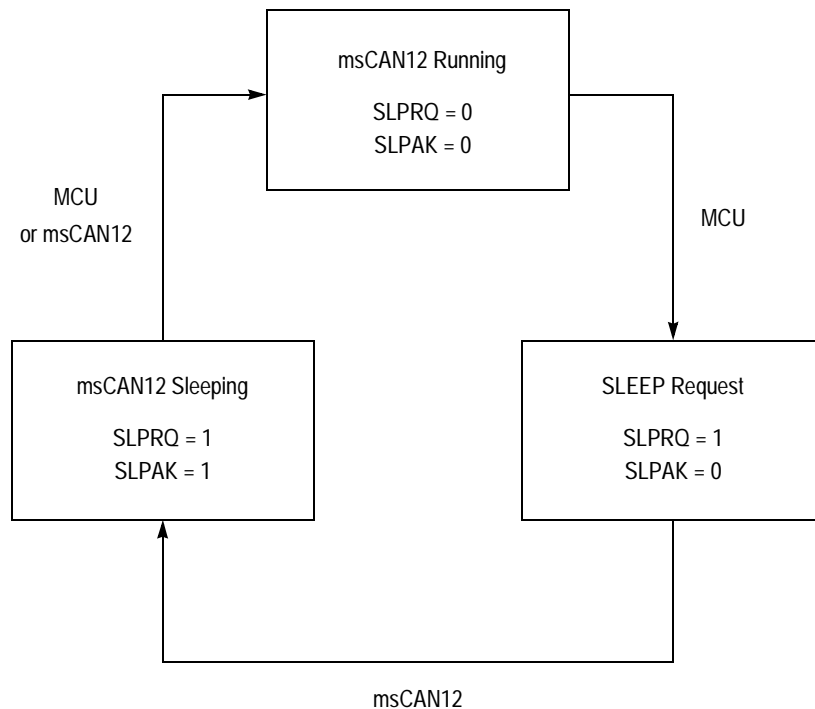 msCAN12 Running
SLPRQ = 0
SLPAK = 0
MCU
or msCAN12
MCU
msCAN12 Sleeping
SLPRQ = 1
SLPAK = 1
SLEEP Request
SLPRQ = 1
SLPAK = 0
msCAN12